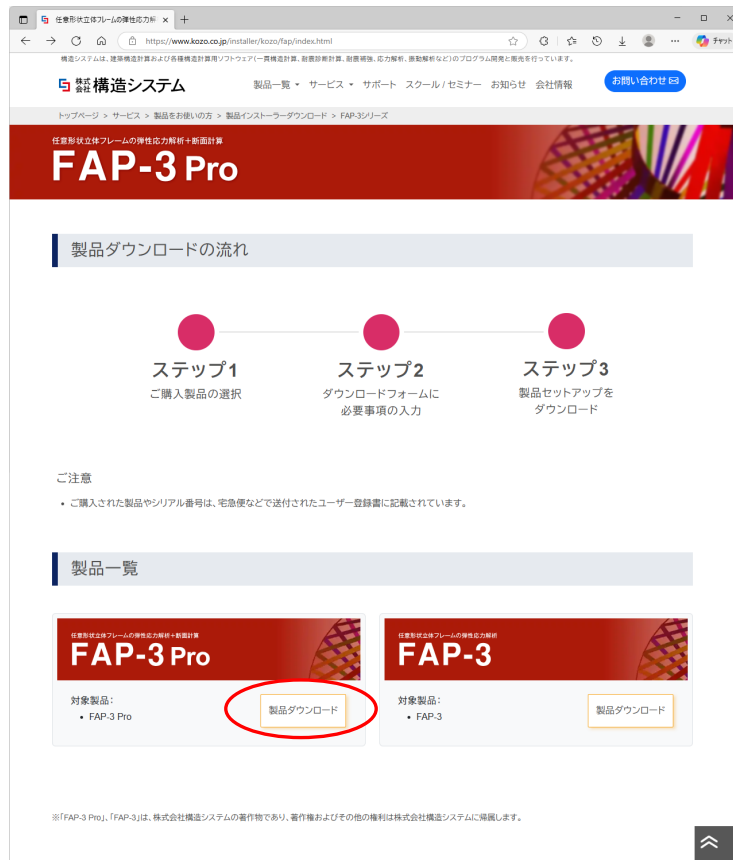 任意形状立体フレームの弾性応力解
https://www.kozo.co.jp/installer/kozo/fap/index.html
チャット
構造システムは、建築構造計算および各種構造計算用ソフトウェア(一貫構造計算、耐震診断計算、耐震補強、応力解析、振動解析など)のプログラム開発と販売を行っています。
株式会社 構造システム
製品一覧 サービス サポート スクール / セミナー お知らせ 会社情報
お問い合わせ
トップページ > サービス > 製品をお使いの方 > 製品インストーラーダウンロード > FAP-3シリーズ
任意形状立体フレームの弾性応力解析+断面計算
FAP-3 Pro
製品ダウンロードの流れ
ステップ1
ご購入製品の選択
ステップ2
ダウンロードフォームに
必要事項の入力
ステップ3
製品セットアップを
ダウンロード
ご注意
• ご購入された製品やシリアル番号は、宅急便などで送付されたユーザー登録書に記載されています。
製品一覧
任意形状立体フレームの弾性応力解析+断面計算
FAP-3 Pro
対象製品:
• FAP-3 Pro
製品ダウンロード
任意形状立体フレームの弾性応力解析
FAP-3
対象製品:
• FAP-3
製品ダウンロード
※「FAP-3 Pro」、「FAP-3」は、株式会社構造システムの著作物であり、著作権およびその他の権利は株式会社構造システムに帰属します。